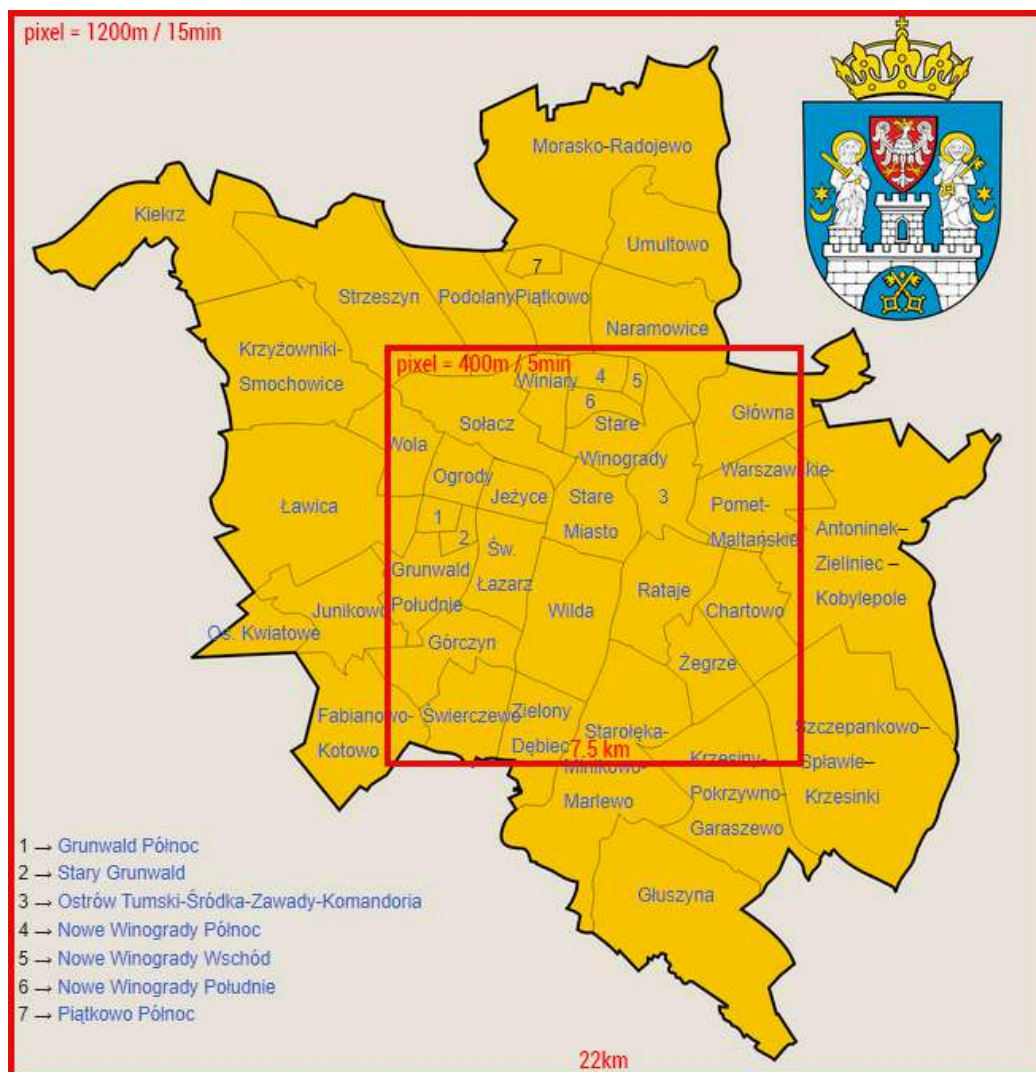 pixel = 1200m / 15min
Morasko-Radojewo
Kiekrz
Umultowo
7
Strzeszyn
Podolany
Piątkowo
Naramowice
Krzyżowniki-
Smochowice
pixel = 400m / 5min
Winiary
4
5
6
Główna
Sołacz
Stare
Winogrady
Wola
Ogrody
Jeżyce
Stare
Miasto
3
Warszawskie-
Pomet-
Maltańskie
Ławica
1
2
Św.
Łazarz
Antoninek–
Zieliniec –
Kobylepole
Grunwald
Południe
Junikowo
Wilda
Rataje
Chartowo
Os. Kwiatowe
Górczyn
Żegrze
Fabianowo-
Kotowo
Świerczewo
Zielony
Dębiec
Starołęka-
Minikowo-
Marlewo
7.5 km
Krzesiny-
Pokrzywno-
Garaszewo
Szczepankowo–
Spławie–
Krzesinki
Głuszyna
1 → Grunwald Północ
2 → Stary Grunwald
3 → Ostrów Tumski-Śródka-Zawady-Komandoria
4 → Nowe Winogrady Północ
5 → Nowe Winogrady Wschód
6 → Nowe Winogrady Południe
7 → Piątkowo Północ
22km